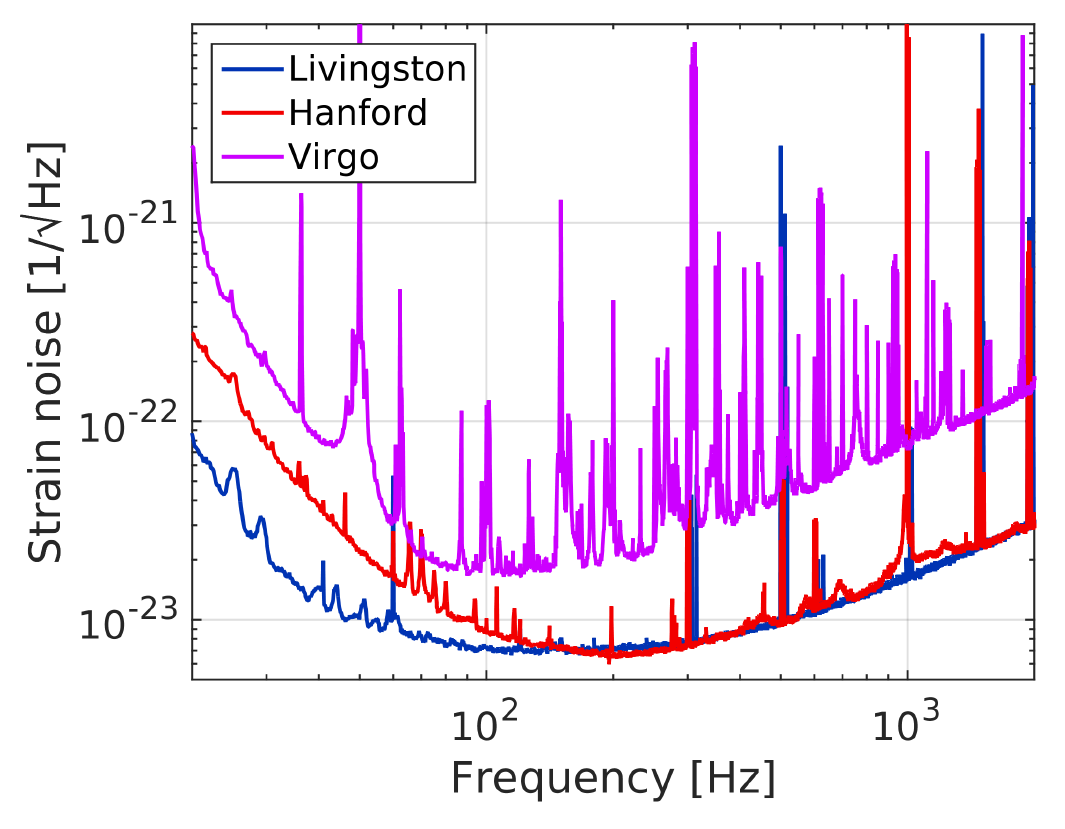 Livingston
Hanford
Virgo
10^-21
10^-22
10^-23
Strain noise [1/√Hz]
10^2
10^3
Frequency [Hz]